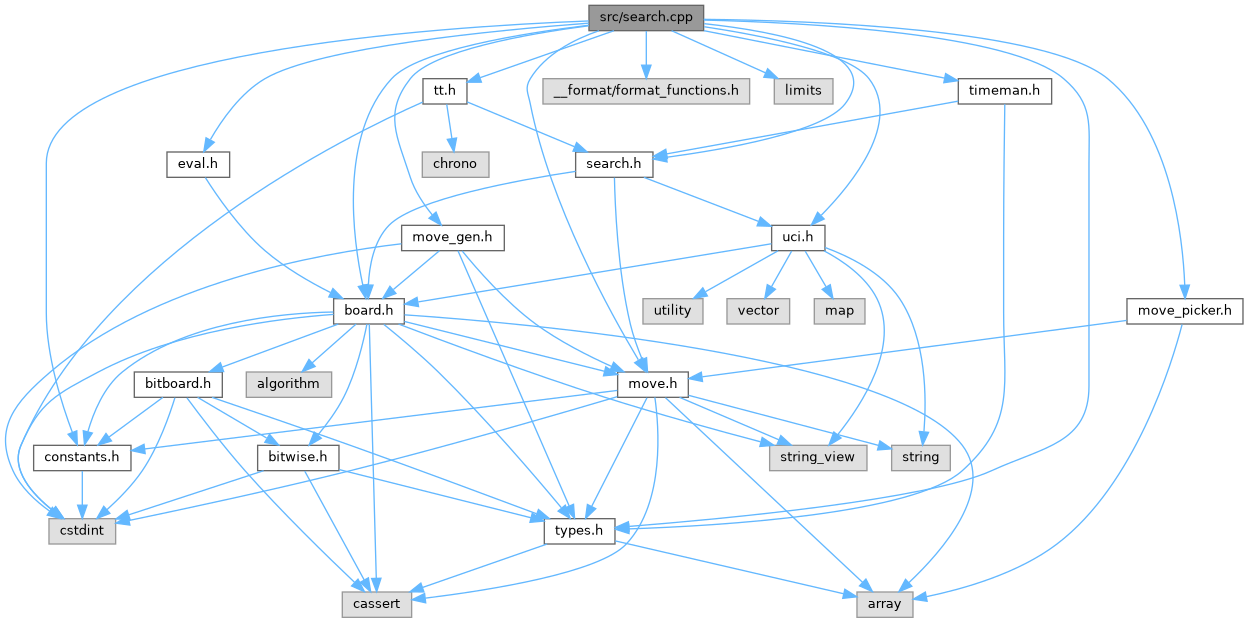 src/search.cpp
tt.h
__format/format_functions.h
limits
timeman.h
eval.h
chrono
search.h
move_gen.h
uci.h
board.h
utility
vector
map
move_picker.h
bitboard.h
algorithm
move.h
constants.h
bitwise.h
string_view
string
cstdint
types.h
cassert
array